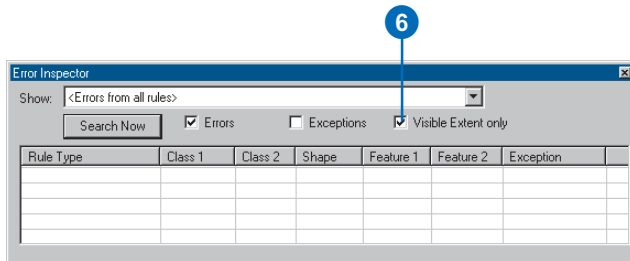 6
Error Inspector
Show: <Errors from all rules>
Search Now Errors Exceptions Visible Extent only
Rule Type Class 1 Class 2 Shape Feature 1 Feature 2 Exception